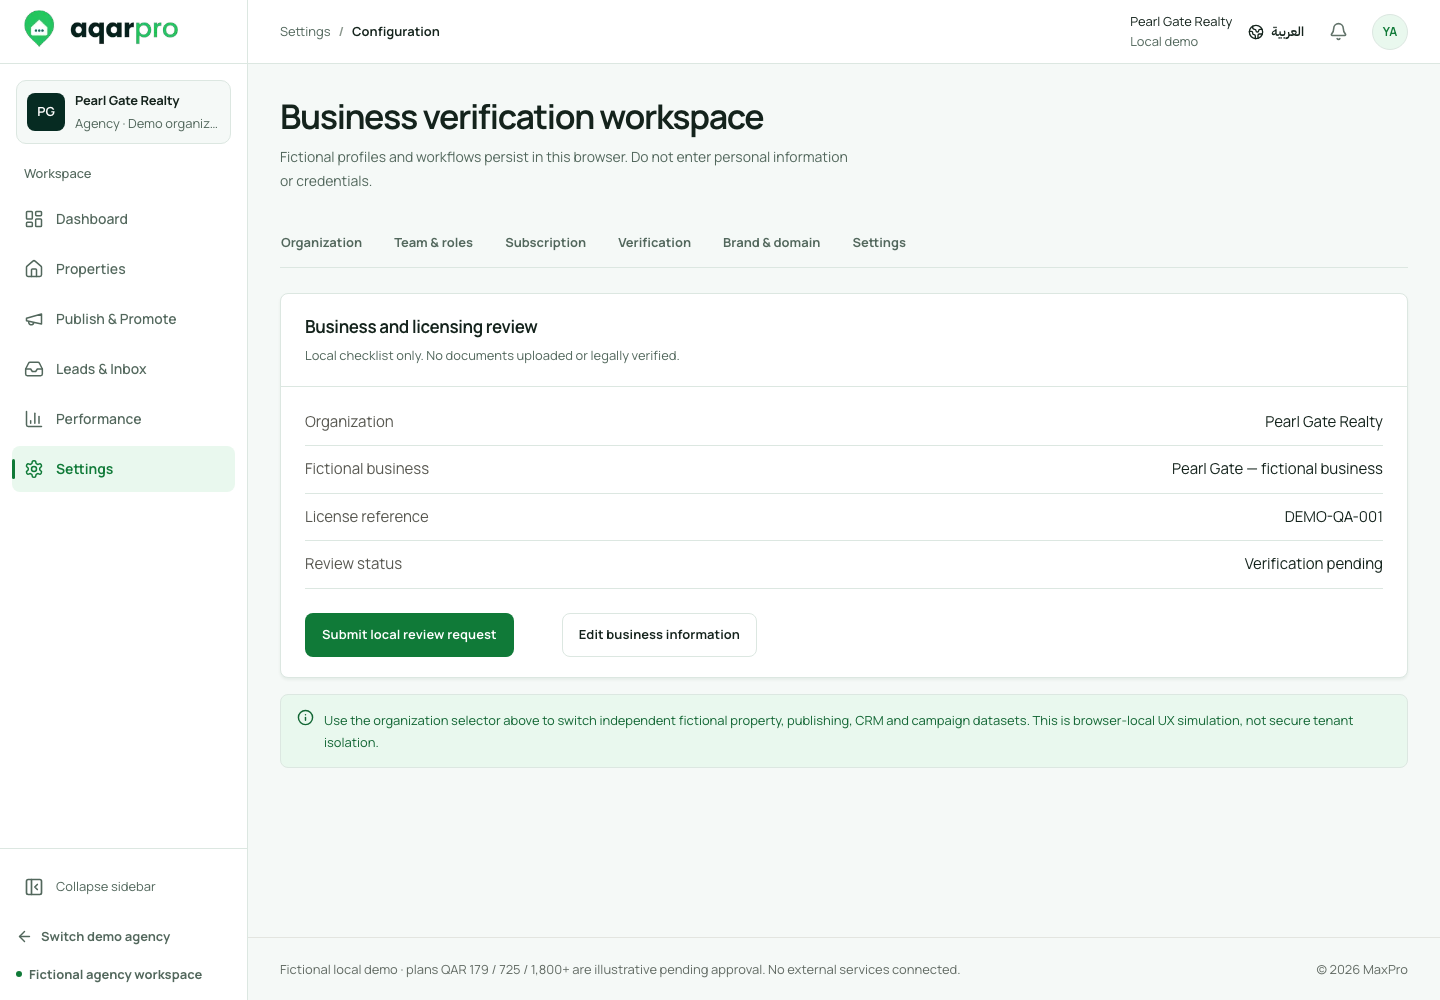 aqarpro
Settings / Configuration
Pearl Gate Realty
Local demo
العربية
YA
PG
Pearl Gate Realty
Agency · Demo organiz...
Workspace
Dashboard
Properties
Publish & Promote
Leads & Inbox
Performance
Settings
Collapse sidebar
Switch demo agency
Fictional agency workspace
Business verification workspace
Fictional profiles and workflows persist in this browser. Do not enter personal information
or credentials.
Organization Team & roles Subscription Verification Brand & domain Settings
Business and licensing review
Local checklist only. No documents uploaded or legally verified.
Organization Pearl Gate Realty
Fictional business Pearl Gate — fictional business
License reference DEMO-QA-001
Review status Verification pending
Submit local review request Edit business information
Use the organization selector above to switch independent fictional property, publishing, CRM and campaign datasets. This is browser-local UX simulation, not secure tenant
isolation.
Fictional local demo · plans QAR 179 / 725 / 1,800+ are illustrative pending approval. No external services connected. © 2026 MaxPro